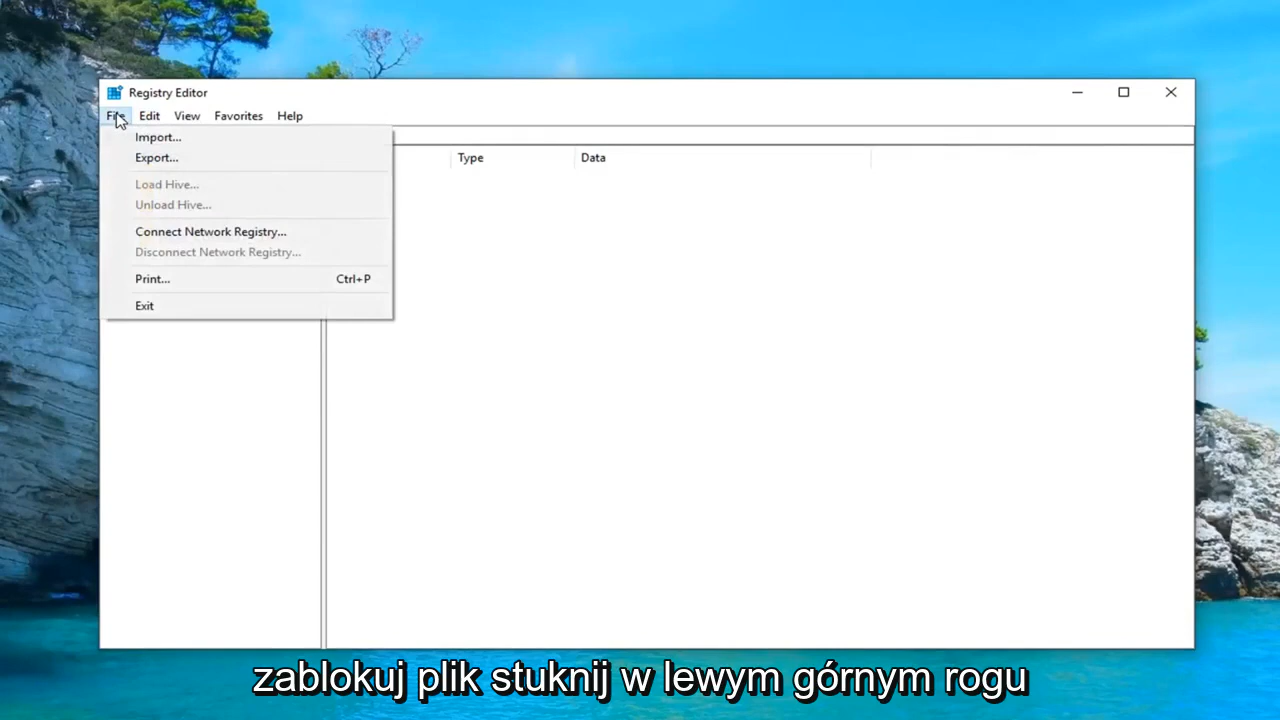 Registry Editor
File Edit View Favorites Help
Import...
Export...
Type Data
Load Hive...
Unload Hive...
Connect Network Registry...
Disconnect Network Registry...
Print... Ctrl+P
Exit
zablokuj plik stuknij w lewym górnym rogu